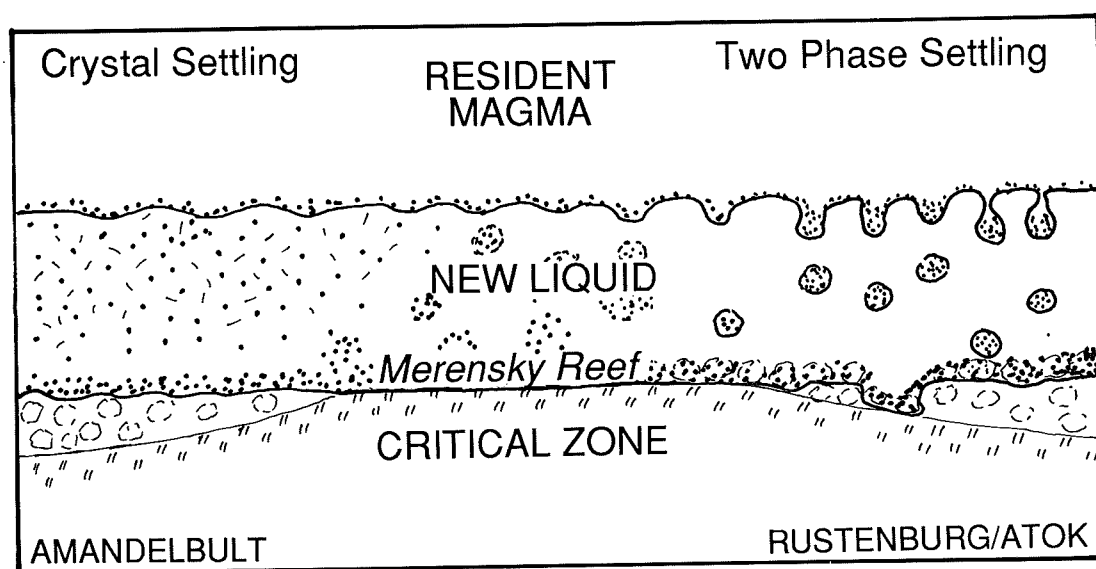 Crystal Settling
RESIDENT
MAGMA
Two Phase Settling
NEW LIQUID
Merensky Reef
CRITICAL ZONE
AMANDELBULT
RUSTENBURG/ATOK